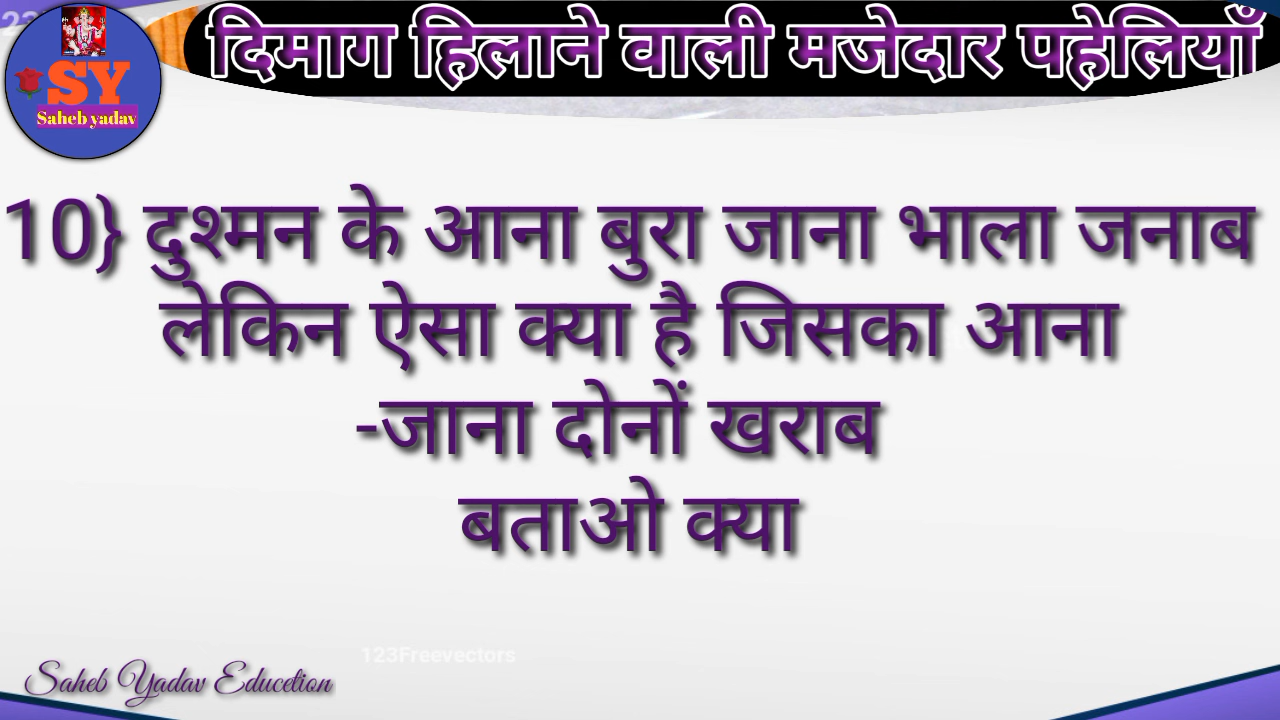 दिमाग हिलाने वाली मजेदार पहेलियाँ
SY
Saheb yadav
10} दुश्मन के आना बुरा जाना भाला जनाब
लेकिन ऐसा क्या है जिसका आना
-जाना दोनों खराब
बताओ क्या
123Freevectors
Saheb Yadav Educetion